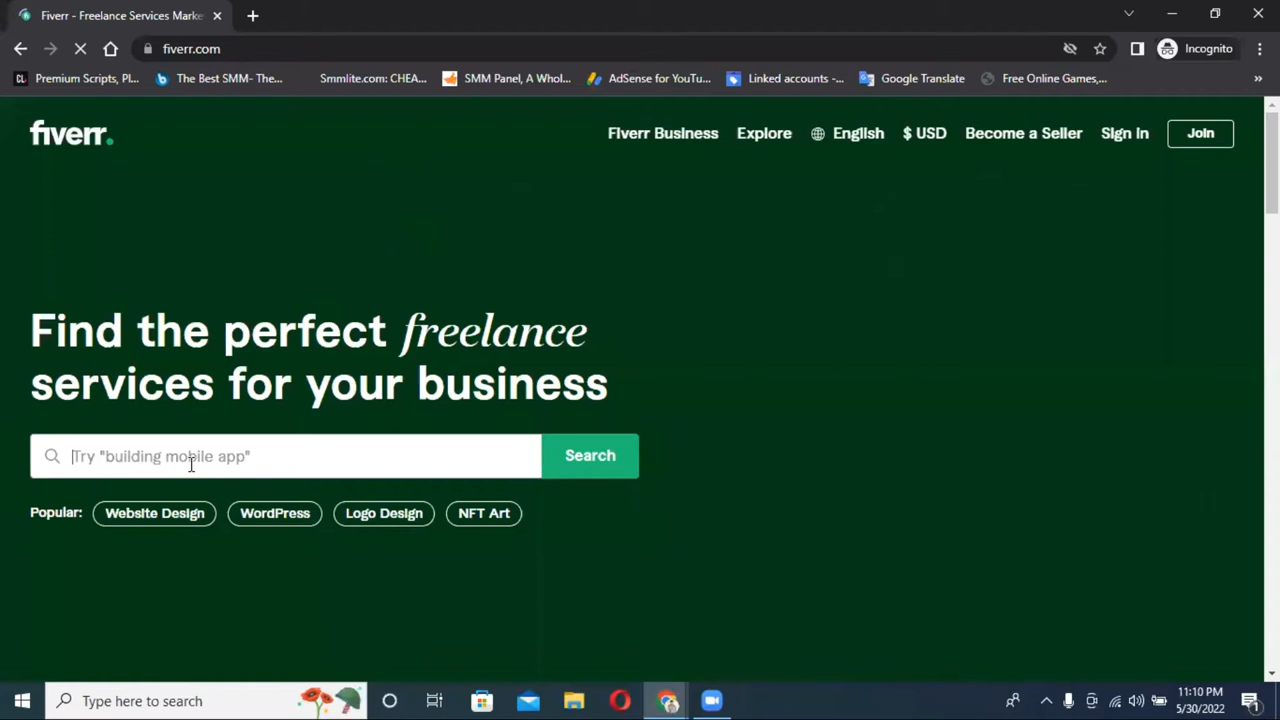 Fiverr - Freelance Services Marke
fiverr.com
Incognito
Premium Scripts, Pl...
The Best SMM- The...
Smmlite.com: CHEA...
SMM Panel, A Whol...
AdSense for YouTu...
Linked accounts -...
Google Translate
Free Online Games,...
»
fiverr.
Fiverr Business
Explore
English
$ USD
Become a Seller
Sign in
Join
Find the perfect freelance
services for your business
Try "building mobile app"
Search
Popular:
Website Design
WordPress
Logo Design
NFT Art
Type here to search
11:10 PM
5/30/2022
1